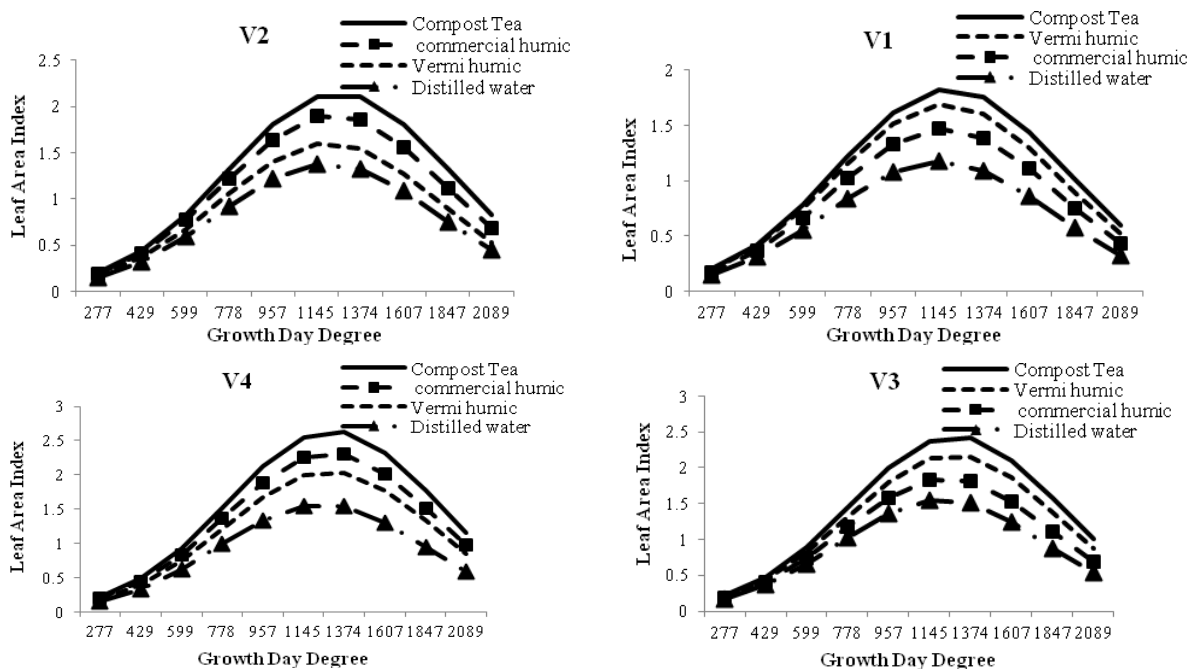 V2
Compost Tea
commercial humic
Vermi humic
Distilled water
Leaf Area Index
2.5
2
1.5
1
0.5
0
277 429 599 778 957 1145 1374 1607 1847 2089
Growth Day Degree
V1
Compost Tea
Vermi humic
commercial humic
Distilled water
Leaf Area Index
2
1.5
1
0.5
0
277 429 599 778 957 1145 1374 1607 1847 2089
Growth Day Degree
V4
Compost Tea
commercial humic
Vermi humic
Distilled water
Leaf Area Index
3
2.5
2
1.5
1
0.5
0
277 429 599 778 957 1145 1374 1607 1847 2089
Growth Day Degree
V3
Compost Tea
Vermi humic
commercial humic
Distilled water
Leaf Area Index
3
2.5
2
1.5
1
0.5
0
277 429 599 778 957 1145 1374 1607 1847 2089
Growth Day Degree